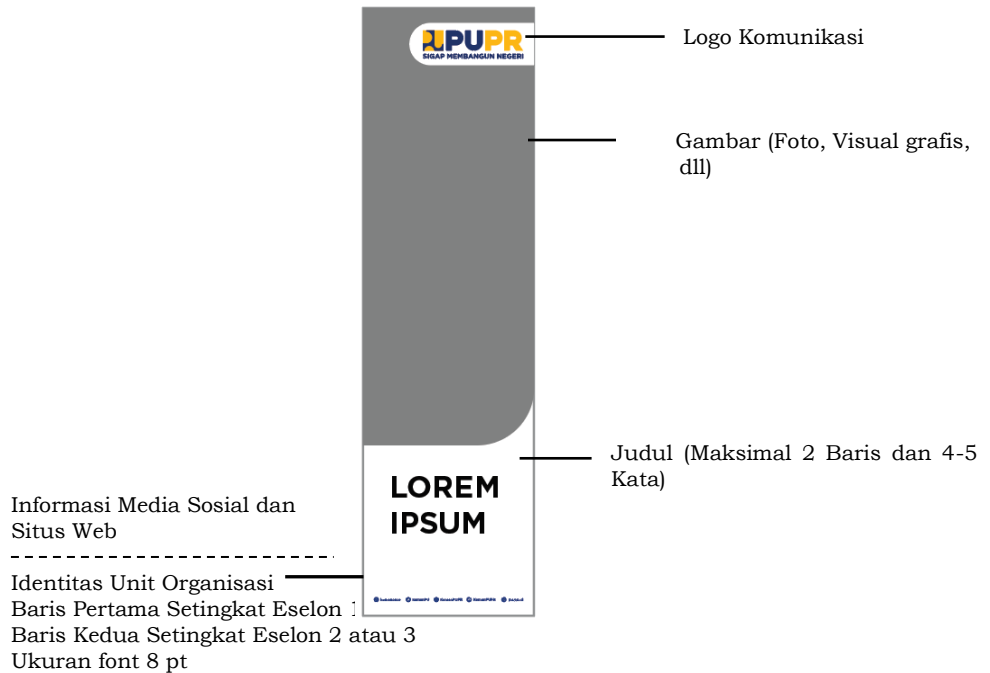 PUPR
SIGAP MEMBANGUN NEGERI
Logo Komunikasi
Gambar (Foto, Visual grafis,
dll)
Judul (Maksimal 2 Baris dan 4-5
Kata)
LOREM
IPSUM
Informasi Media Sosial dan
Situs Web
Identitas Unit Organisasi
Baris Pertama Setingkat Eselon 1
Baris Kedua Setingkat Eselon 2 atau 3
Ukuran font 8 pt